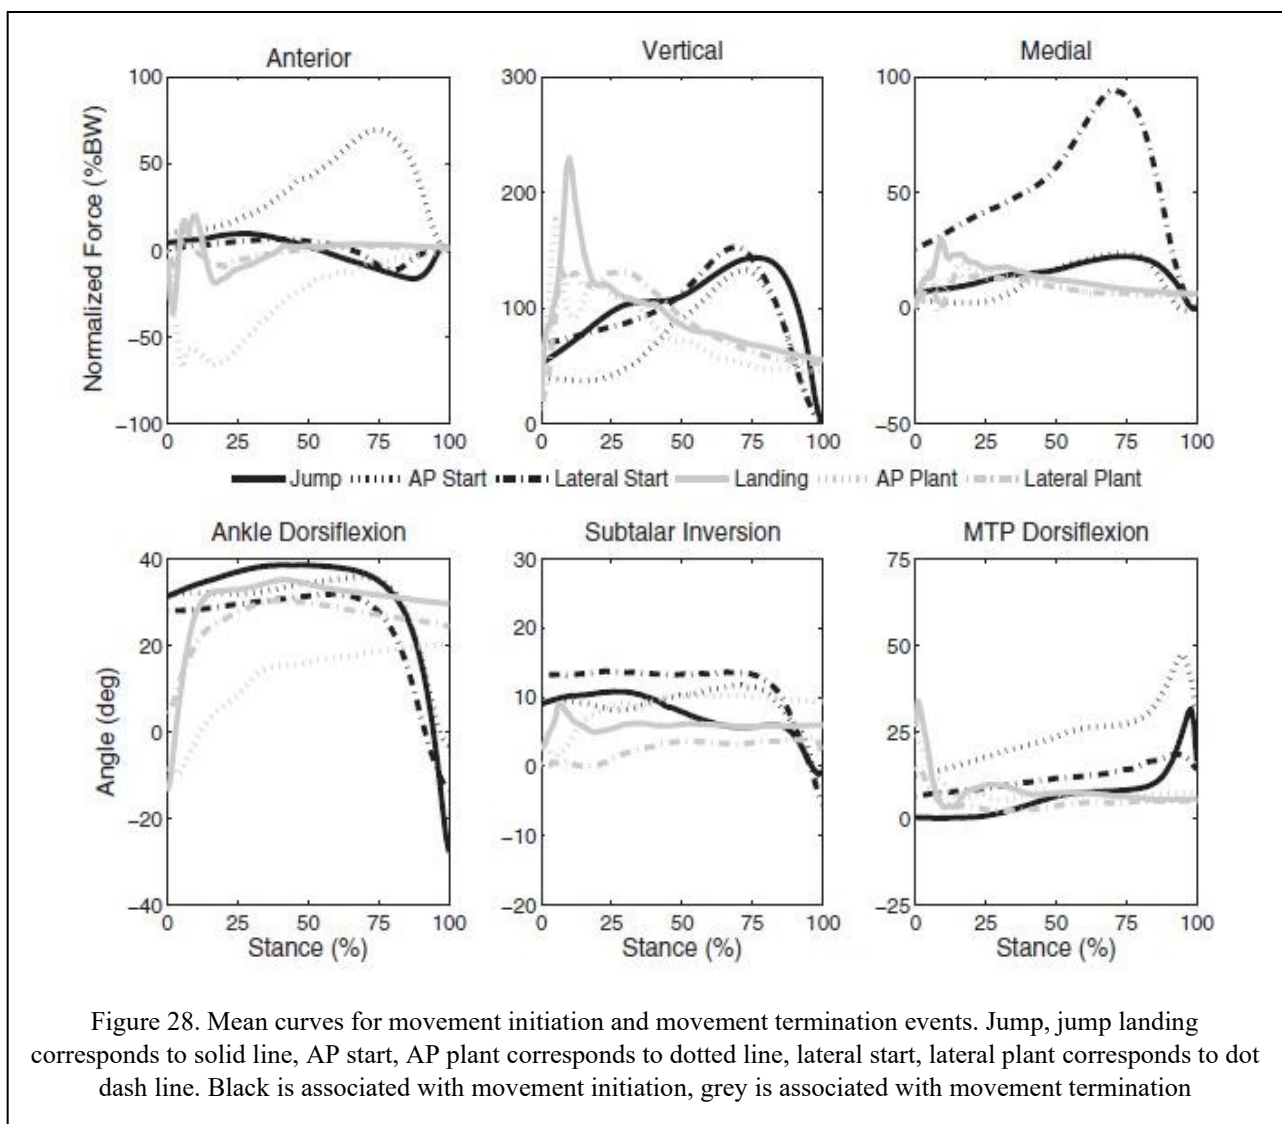 Anterior
Vertical
Medial
Normalized Force (%BW)
100
50
0
−50
−100
0 25 50 75 100
300
200
100
0
0 25 50 75 100
100
50
0
−50
0 25 50 75 100
Jump AP Start Lateral Start Landing AP Plant Lateral Plant
Ankle Dorsiflexion
Subtalar Inversion
MTP Dorsiflexion
Angle (deg)
40
20
0
−20
−40
0 25 50 75 100
Stance (%)
30
20
10
0
−10
−20
0 25 50 75 100
Stance (%)
75
50
25
0
−25
0 25 50 75 100
Stance (%)
Figure 28. Mean curves for movement initiation and movement termination events. Jump, jump landing
corresponds to solid line, AP start, AP plant corresponds to dotted line, lateral start, lateral plant corresponds to dot
dash line. Black is associated with movement initiation, grey is associated with movement termination